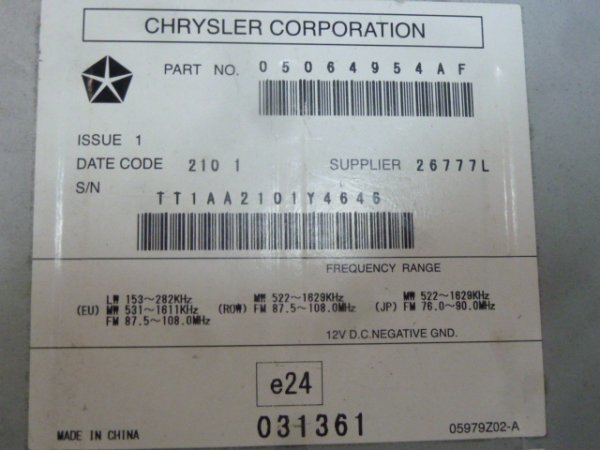 CHRYSLER CORPORATION
PART NO. 05064954AF
ISSUE 1
DATE CODE 2101 SUPPLIER 26777L
S/N TT1AA2101Y4646
FREQUENCY RANGE
(EU) LW 153~282KHz
MW 531~1611KHz
FM 87.5~108.0MHz
(ROW) MW 522~1629KHz
FM 87.5~108.0MHz
(JP) MW 522~1629KHz
FM 76.0~90.0MHz
12V D.C.NEGATIVE GND.
e24
031361
MADE IN CHINA
05979Z02-A